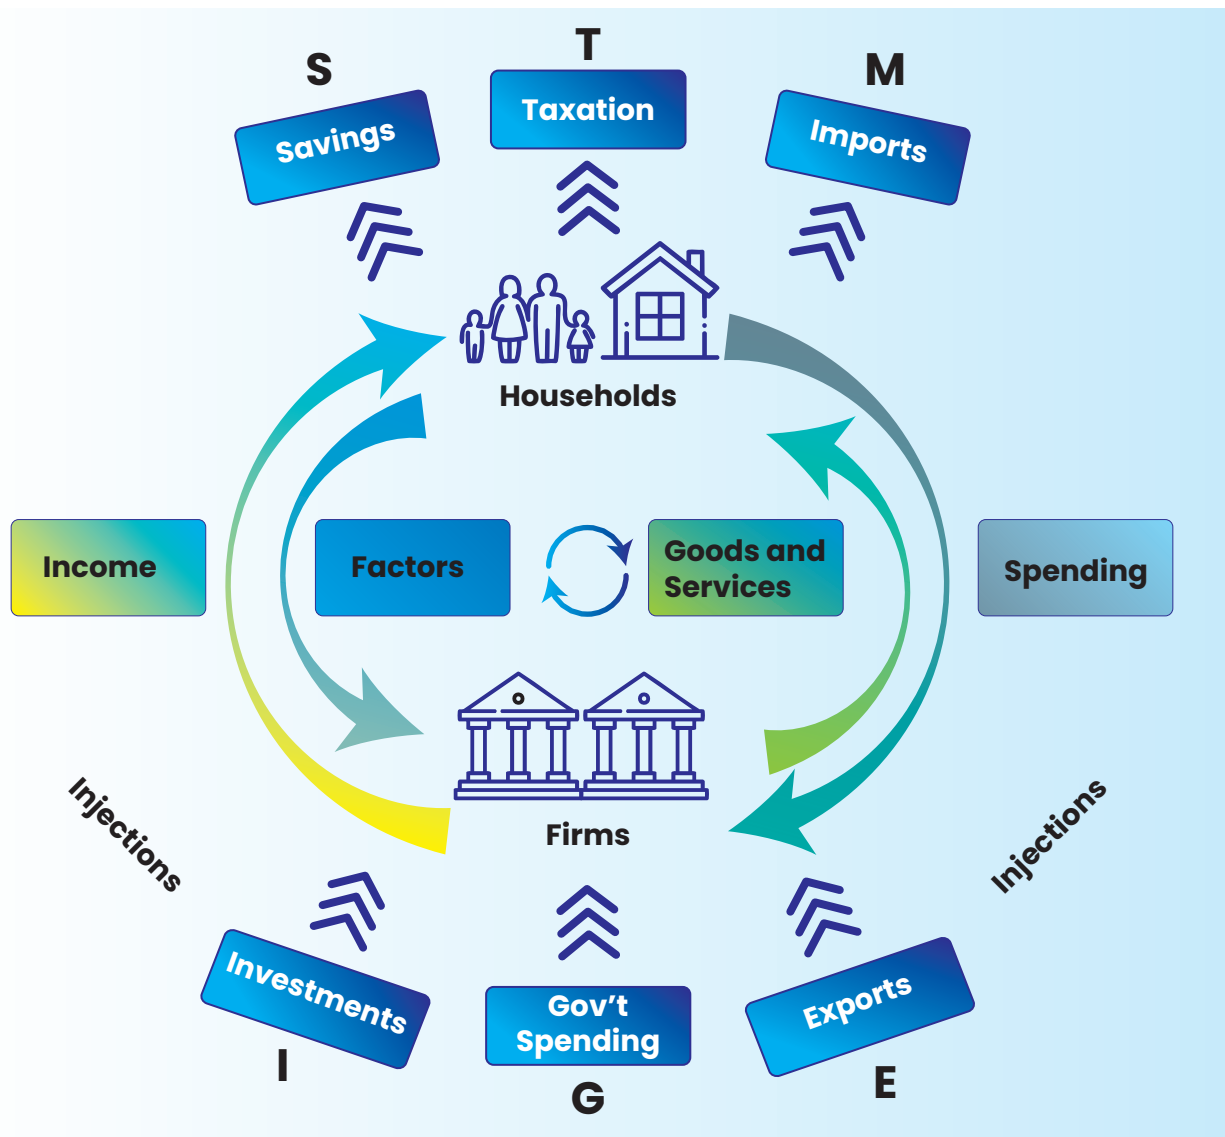 S
T
M
Savings
Taxation
Imports
Households
Income
Factors
Goods and
Services
Spending
Firms
Injections
Injections
Investments
Gov’t
Spending
Exports
I
G
E